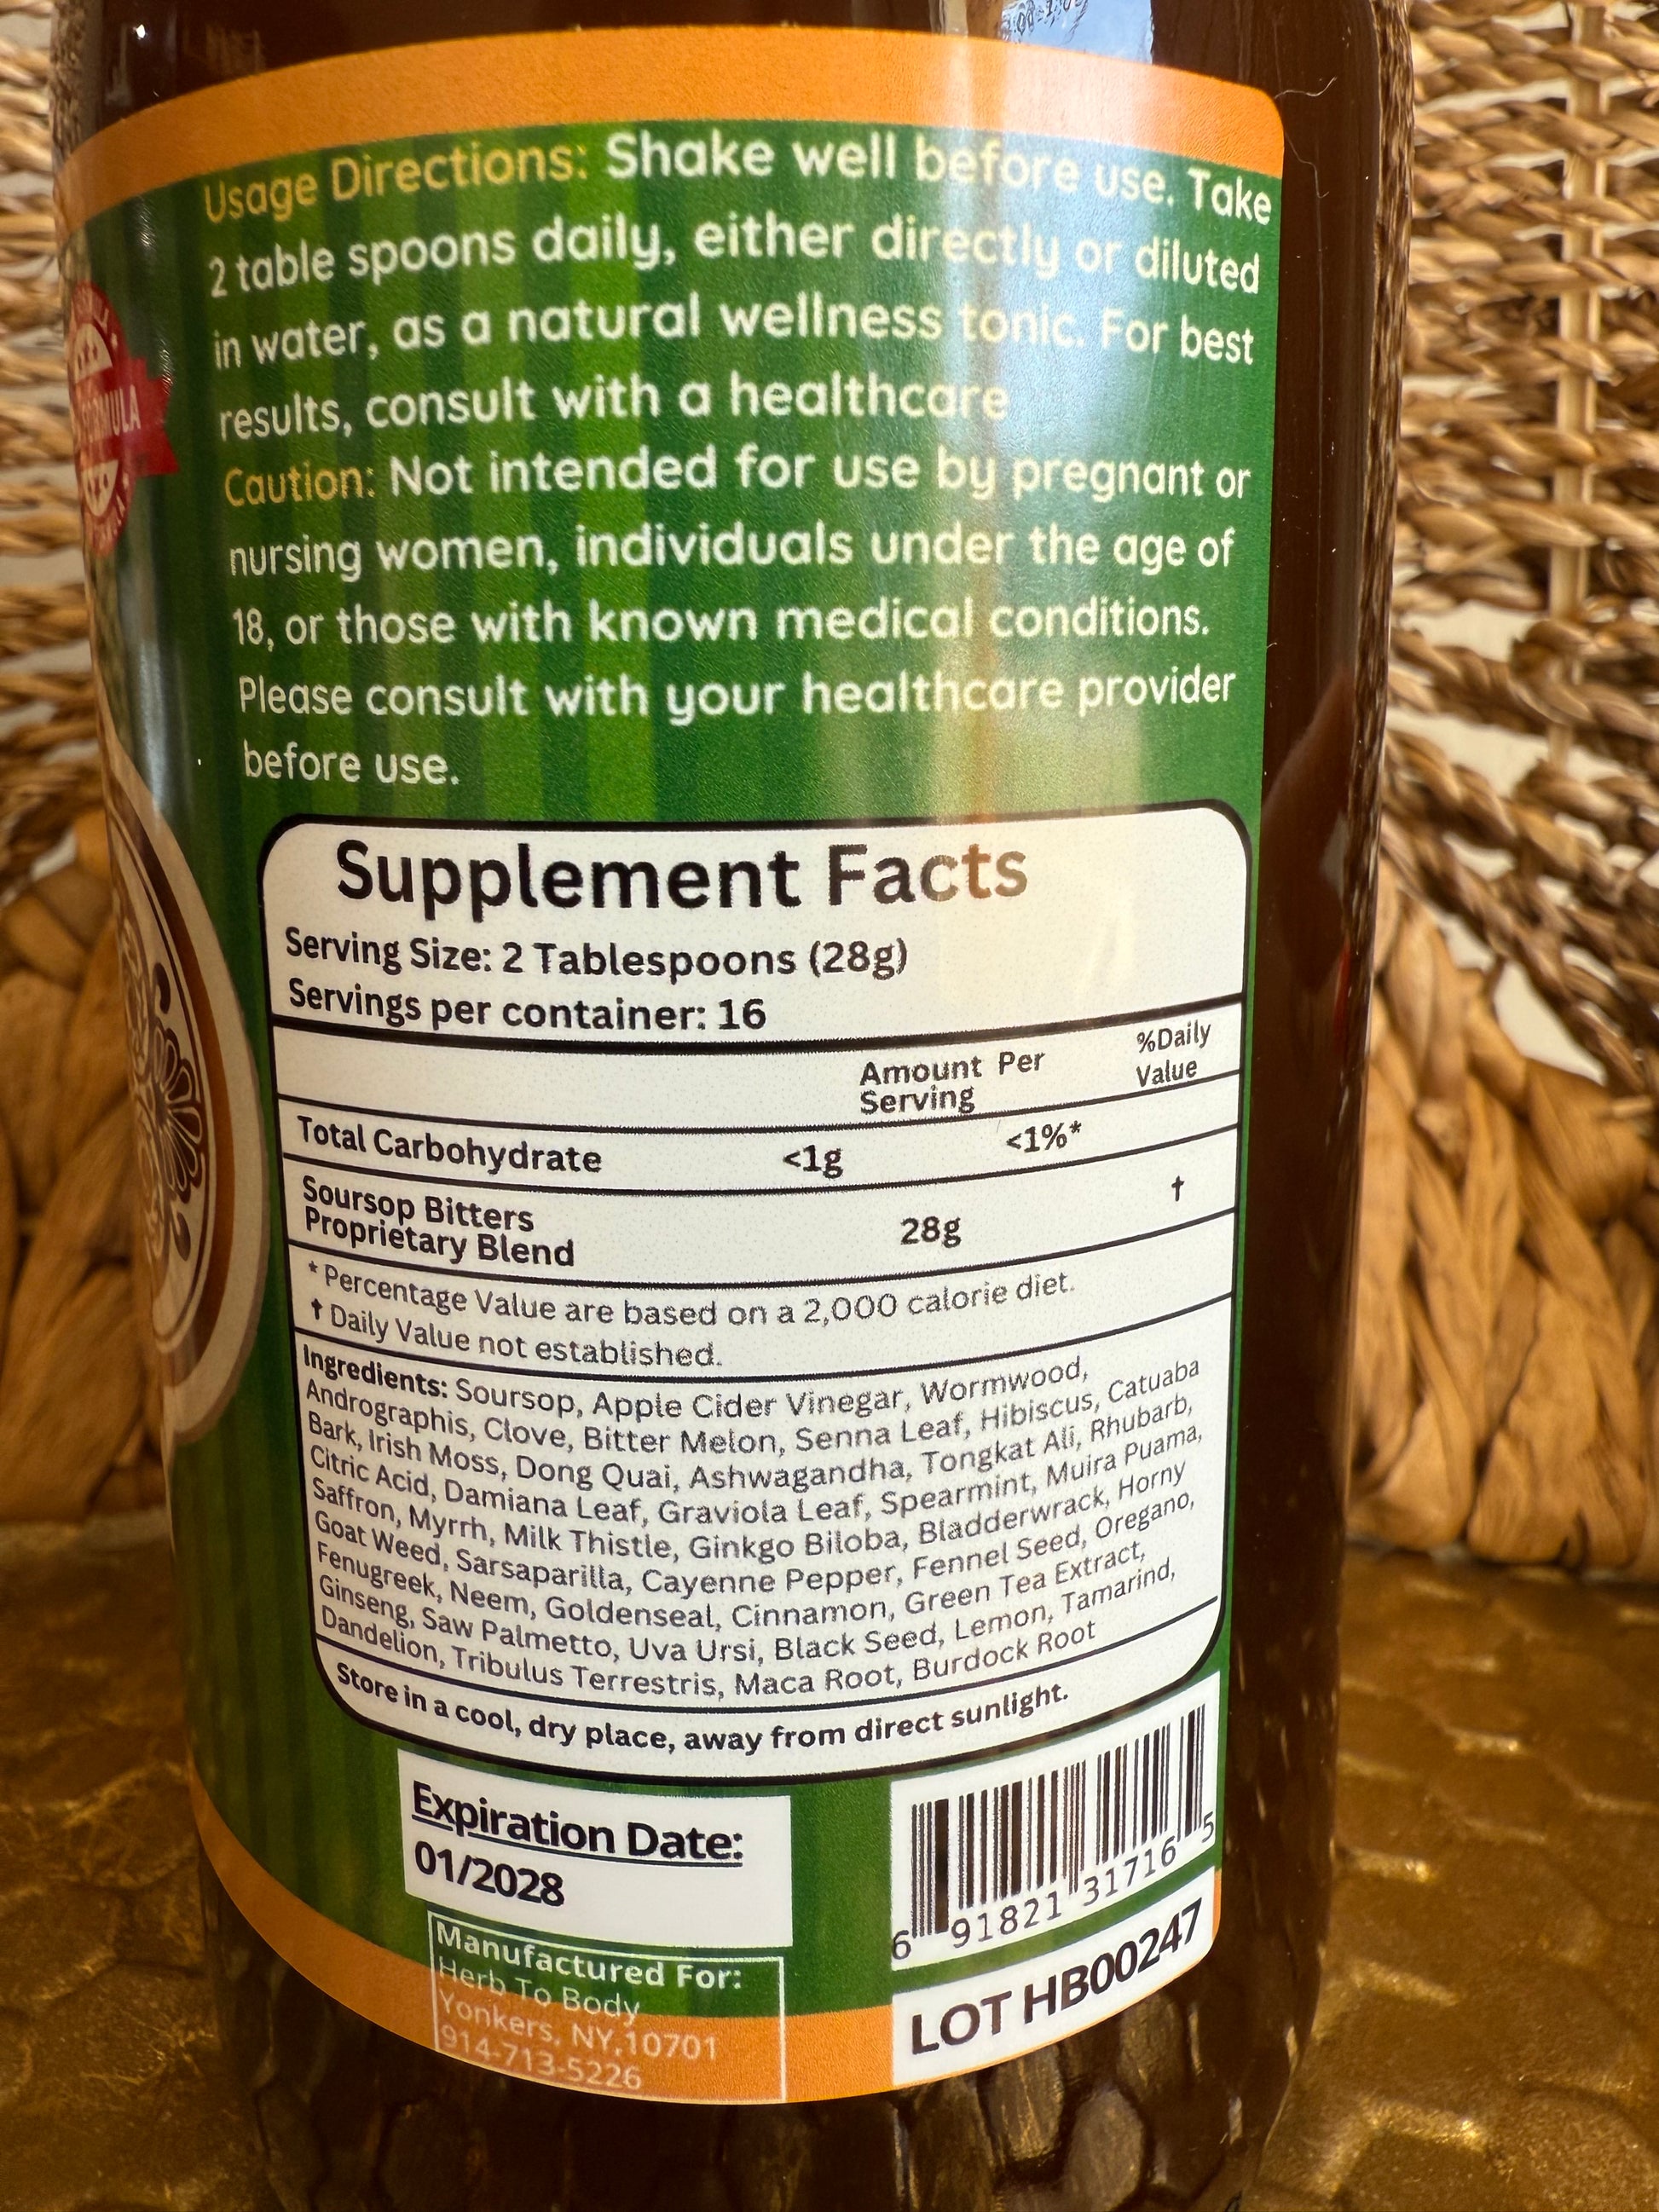 Usage Directions: Shake well before use. Take
2 table spoons daily, either directly or diluted
in water, as a natural wellness tonic. For best
results, consult with a healthcare
Caution: Not intended for use by pregnant or
nursing women, individuals under the age of
18, or those with known medical conditions.
Please consult with your healthcare provider
before use.
FORMULA
Supplement Facts
Serving Size: 2 Tablespoons (28g)
Servings per container: 16
Amount Per Serving
%Daily Value
Total Carbohydrate <1g <1%*
Soursop Bitters
Proprietary Blend 28g †
* Percentage Value are based on a 2,000 calorie diet.
† Daily Value not established.
Ingredients: Soursop, Apple Cider Vinegar, Wormwood,
Andrographis, Clove, Bitter Melon, Senna Leaf, Hibiscus, Catuaba
Bark, Irish Moss, Dong Quai, Ashwagandha, Tongkat Ali, Rhubarb,
Citric Acid, Damiana Leaf, Graviola Leaf, Spearmint, Muira Puama,
Saffron, Myrrh, Milk Thistle, Ginkgo Biloba, Bladderwrack, Horny
Goat Weed, Sarsaparilla, Cayenne Pepper, Fennel Seed, Oregano,
Fenugreek, Neem, Goldenseal, Cinnamon, Green Tea Extract,
Ginseng, Saw Palmetto, Uva Ursi, Black Seed, Lemon, Tamarind,
Dandelion, Tribulus Terrestris, Maca Root, Burdock Root
Store in a cool, dry place, away from direct sunlight.
Expiration Date:
01/2028
Manufactured For:
Herb To Body
Yonkers, NY,10701
914-713-5226
6 91821 31716 5
LOT HB00247